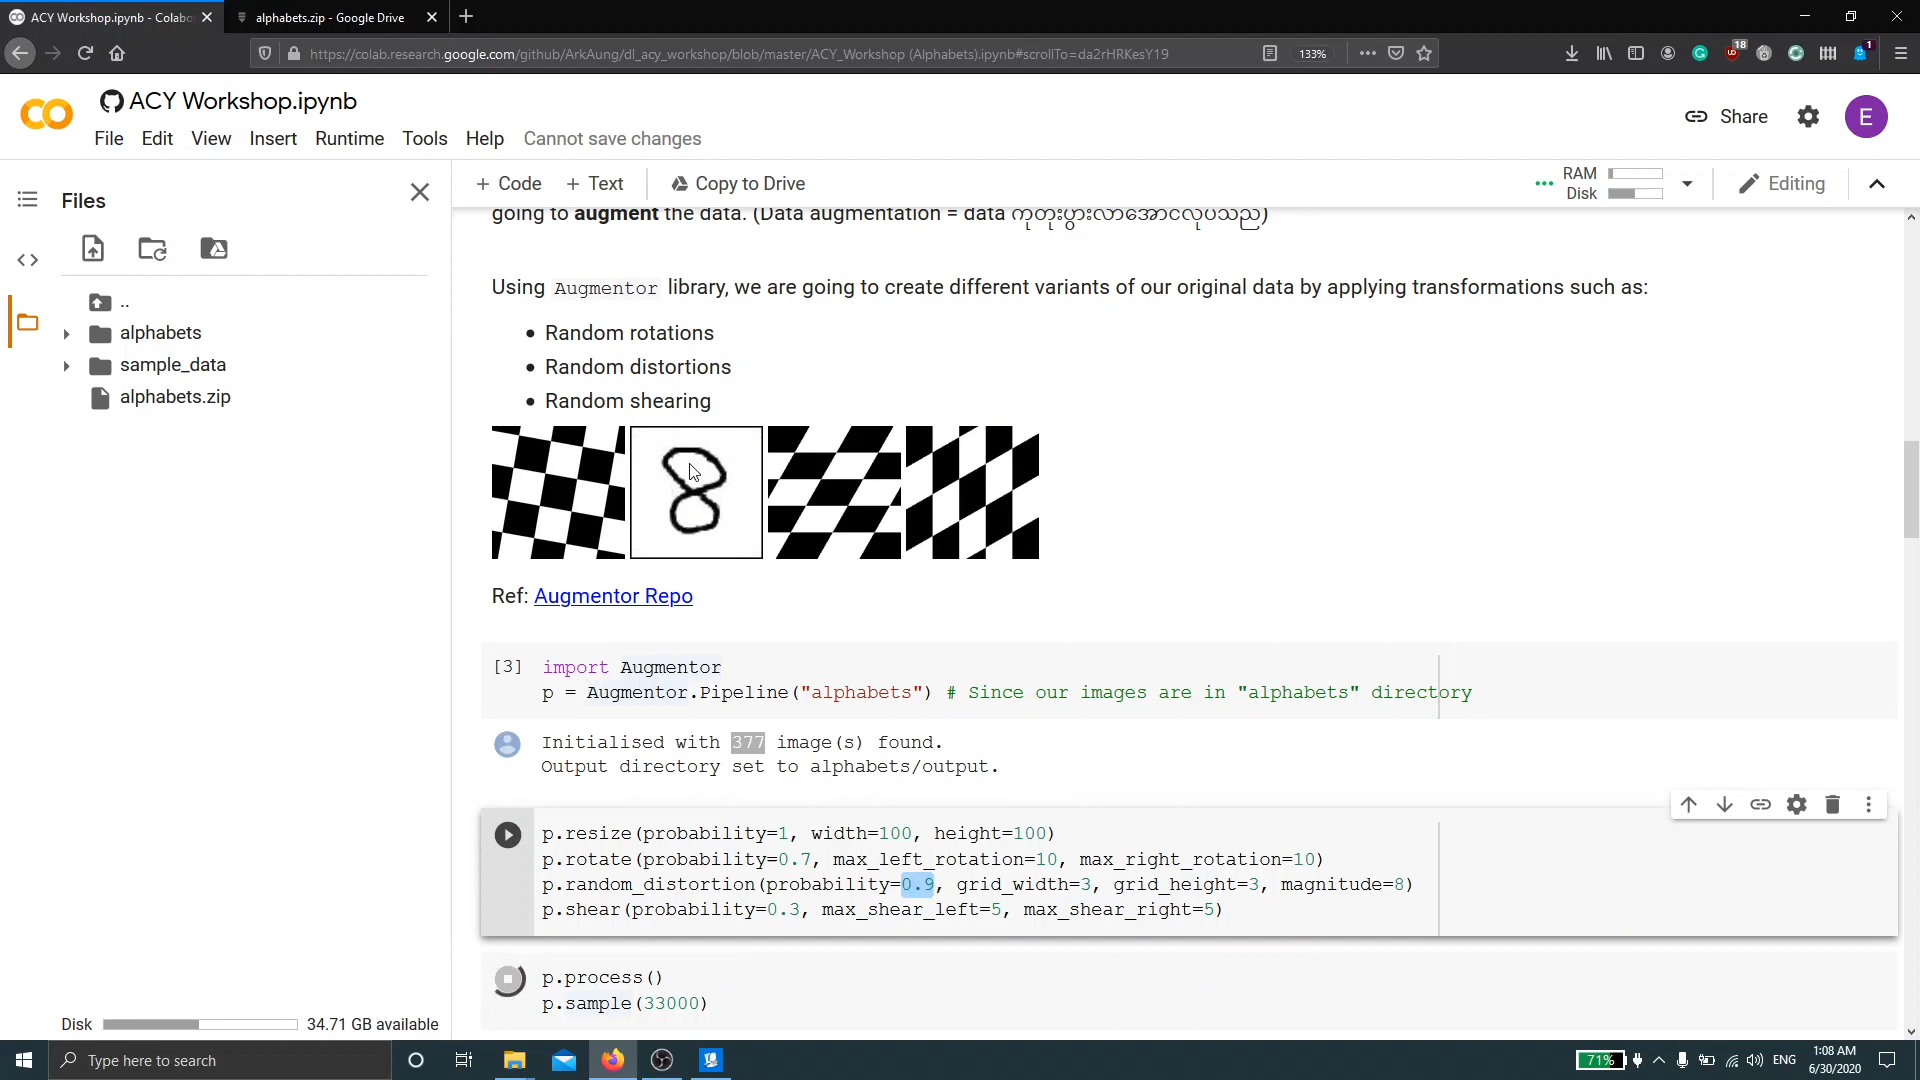 ACY Workshop.ipynb - Colabo
alphabets.zip - Google Drive
https://colab.research.google.com/github/ArkAung/dl_acy_workshop/blob/master/ACY_Workshop (Alphabets).ipynb#scrollTo=da2rHRKesY19
133%
18
1
ACY Workshop.ipynb
Share
E
File Edit View Insert Runtime Tools Help Cannot save changes
Files
+ Code + Text Copy to Drive
RAM
Disk
Editing
going to augment the data. (Data augmentation = data
..
alphabets
sample_data
alphabets.zip
Using Augmentor library, we are going to create different variants of our original data by applying transformations such as:
• Random rotations
• Random distortions
• Random shearing
8
Ref: Augmentor Repo
[3] import Augmentor
p = Augmentor.Pipeline("alphabets") # Since our images are in "alphabets" directory
Initialised with 377 image(s) found.
Output directory set to alphabets/output.
p.resize(probability=1, width=100, height=100)
p.rotate(probability=0.7, max_left_rotation=10, max_right_rotation=10)
p.random_distortion(probability=0.9, grid_width=3, grid_height=3, magnitude=8)
p.shear(probability=0.3, max_shear_left=5, max_shear_right=5)
p.process()
p.sample(33000)
Disk 34.71 GB available
Type here to search
71%
ENG
1:08 AM
6/30/2020